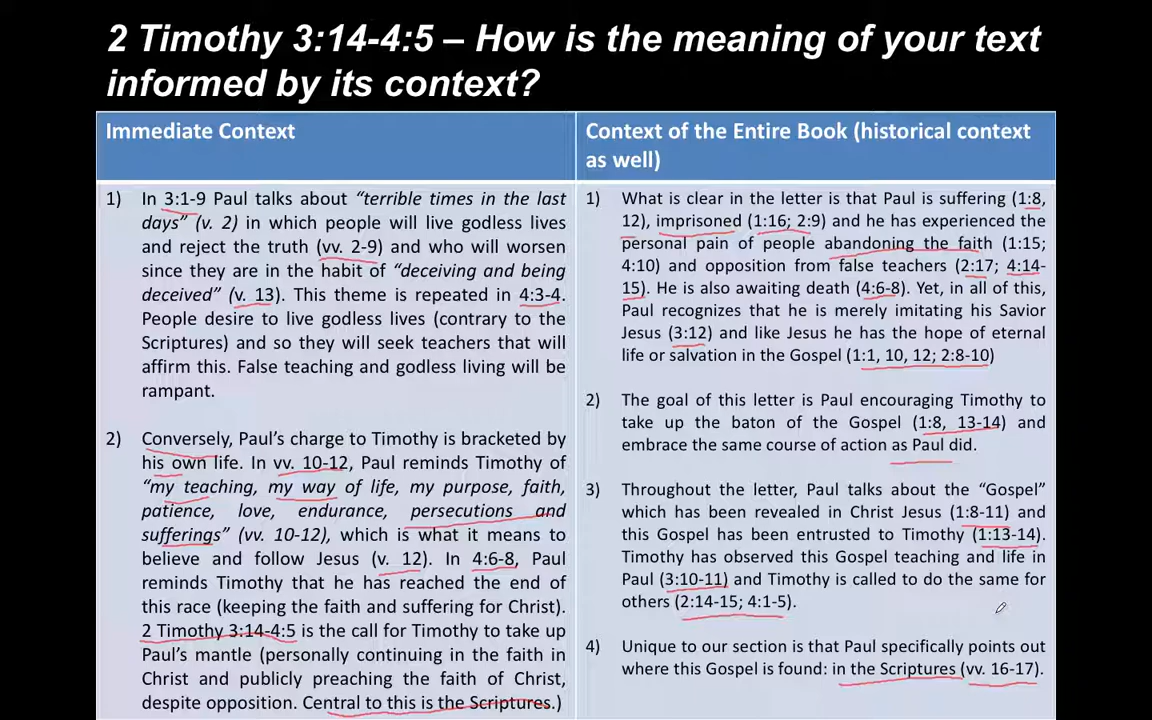 2 Timothy 3:14-4:5 – How is the meaning of your text
informed by its context?
Immediate Context
1) In 3:1-9 Paul talks about “terrible times in the last
days” (v. 2) in which people will live godless lives
and reject the truth (vv. 2-9) and who will worsen
since they are in the habit of “deceiving and being
deceived” (v. 13). This theme is repeated in 4:3-4.
People desire to live godless lives (contrary to the
Scriptures) and so they will seek teachers that will
affirm this. False teaching and godless living will be
rampant.
2) Conversely, Paul’s charge to Timothy is bracketed by
his own life. In vv. 10-12, Paul reminds Timothy of
“my teaching, my way of life, my purpose, faith,
patience, love, endurance, persecutions and
sufferings” (vv. 10-12), which is what it means to
believe and follow Jesus (v. 12). In 4:6-8, Paul
reminds Timothy that he has reached the end of
this race (keeping the faith and suffering for Christ).
2 Timothy 3:14-4:5 is the call for Timothy to take up
Paul’s mantle (personally continuing in the faith in
Christ and publicly preaching the faith of Christ,
despite opposition. Central to this is the Scriptures.)
Context of the Entire Book (historical context
as well)
1) What is clear in the letter is that Paul is suffering (1:8,
12), imprisoned (1:16; 2:9) and he has experienced the
personal pain of people abandoning the faith (1:15;
4:10) and opposition from false teachers (2:17; 4:14-
15). He is also awaiting death (4:6-8). Yet, in all of this,
Paul recognizes that he is merely imitating his Savior
Jesus (3:12) and like Jesus he has the hope of eternal
life or salvation in the Gospel (1:1, 10, 12; 2:8-10)
2) The goal of this letter is Paul encouraging Timothy to
take up the baton of the Gospel (1:8, 13-14) and
embrace the same course of action as Paul did.
3) Throughout the letter, Paul talks about the “Gospel”
which has been revealed in Christ Jesus (1:8-11) and
this Gospel has been entrusted to Timothy (1:13-14).
Timothy has observed this Gospel teaching and life in
Paul (3:10-11) and Timothy is called to do the same for
others (2:14-15; 4:1-5).
4) Unique to our section is that Paul specifically points out
where this Gospel is found: in the Scriptures (vv. 16-17).